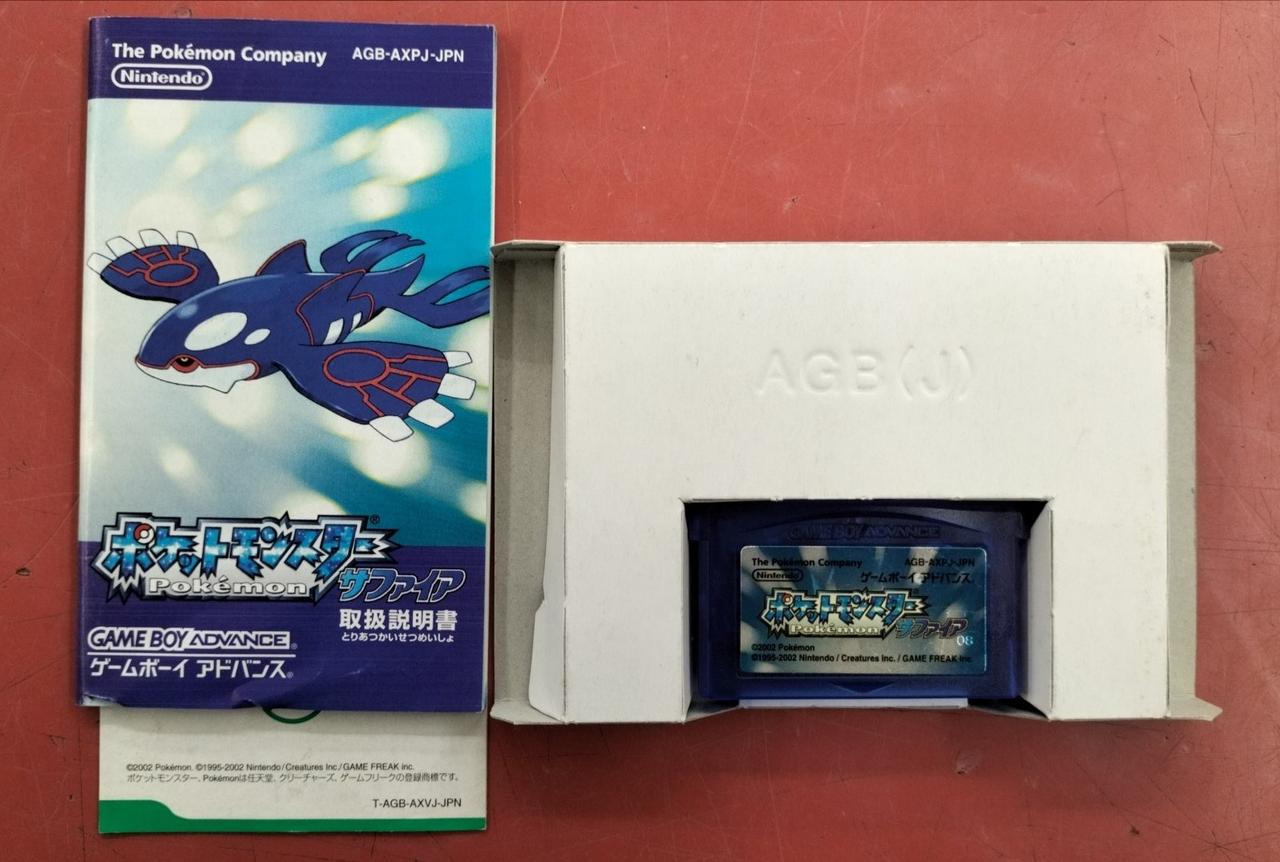 The Pokémon Company AGB-AXPJ-JPN
Nintendo®
ポケットモンスター®
Pokémon サファイア
取扱説明書
とりあつかいせつめいしょ
GAME BOY ADVANCE®
ゲームボーイ アドバンス®
©2002 Pokémon. ©1995-2002 Nintendo/Creatures Inc./GAME FREAK inc.
ポケットモンスター、Pokémonは任天堂、クリーチャーズ、ゲームフリークの登録商標です。
T-AGB-AXVJ-JPN
AGB(J)
GAME BOY ADVANCE
The Pokémon Company AGB-AXPJ-JPN
Nintendo®
ゲームボーイ アドバンス®
ポケットモンスター
Pokémon サファイア
08
©2002 Pokémon
©1995-2002 Nintendo / Creatures Inc. / GAME FREAK inc.